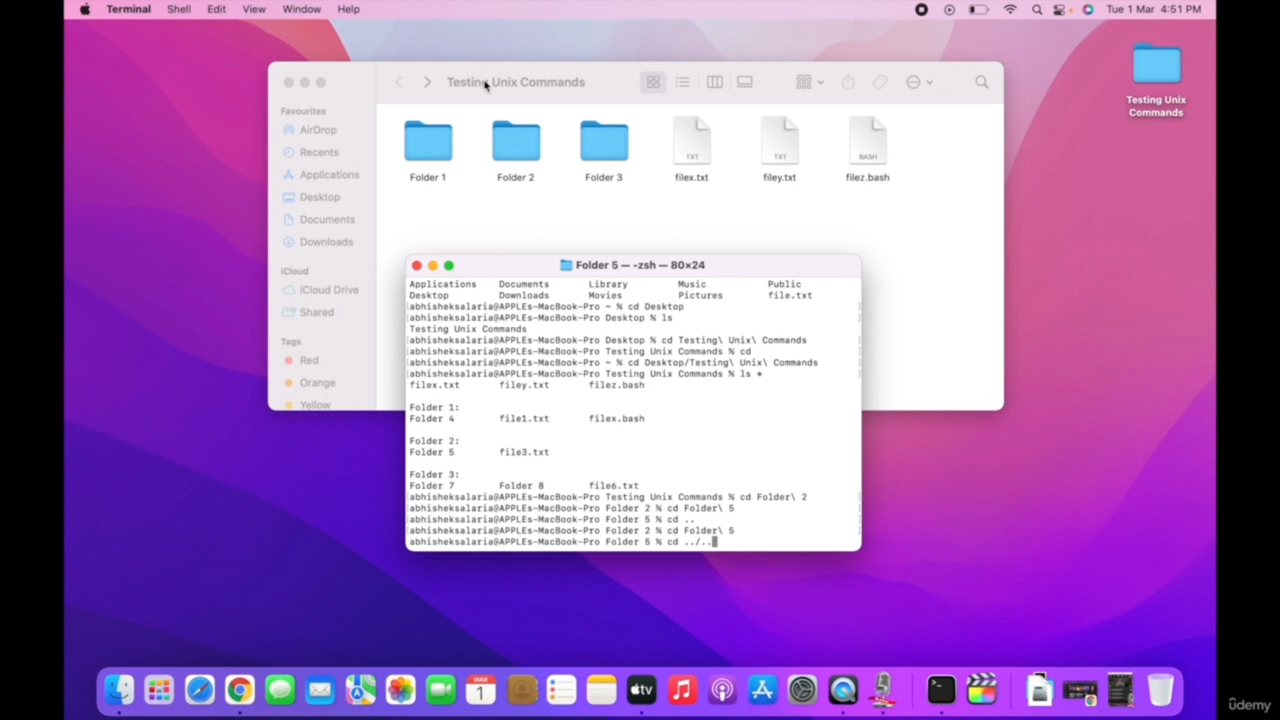 Terminal Shell Edit View Window Help Tue 1 Mar 4:51 PM
Testing Unix Commands
Favourites
AirDrop
Recents
Applications
Desktop
Documents
Downloads
iCloud
iCloud Drive
Shared
Tags
Red
Orange
Yellow
TXT TXT BASH
Folder 1 Folder 2 Folder 3 filex.txt filey.txt filez.bash
Testing Unix
Commands
Folder 5 — -zsh — 80×24
Applications Documents Library Music Public
Desktop Downloads Movies Pictures file.txt
[abhisheksalaria@APPLEs-MacBook-Pro ~ % cd Desktop ]
[abhisheksalaria@APPLEs-MacBook-Pro Desktop % ls ]
Testing Unix Commands
[abhisheksalaria@APPLEs-MacBook-Pro Desktop % cd Testing\ Unix\ Commands ]
[abhisheksalaria@APPLEs-MacBook-Pro Testing Unix Commands % cd ]
[abhisheksalaria@APPLEs-MacBook-Pro ~ % cd Desktop/Testing\ Unix\ Commands ]
[abhisheksalaria@APPLEs-MacBook-Pro Testing Unix Commands % ls * ]
filex.txt filey.txt filez.bash
Folder 1:
Folder 4 file1.txt filex.bash
Folder 2:
Folder 5 file3.txt
Folder 3:
Folder 7 Folder 8 file6.txt
[abhisheksalaria@APPLEs-MacBook-Pro Testing Unix Commands % cd Folder\ 2 ]
[abhisheksalaria@APPLEs-MacBook-Pro Folder 2 % cd Folder\ 5 ]
[abhisheksalaria@APPLEs-MacBook-Pro Folder 5 % cd .. ]
[abhisheksalaria@APPLEs-MacBook-Pro Folder 2 % cd Folder\ 5 ]
abhisheksalaria@APPLEs-MacBook-Pro Folder 5 % cd ../..
MAR
1
tv
ûdemy